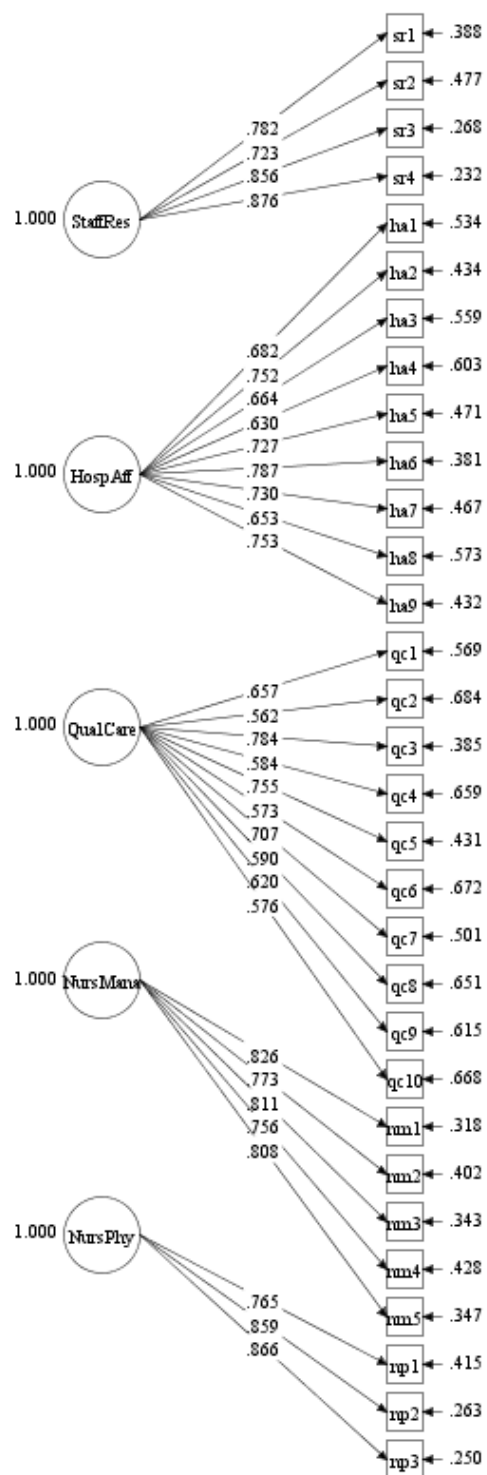 sr1 .388
sr2 .477
.782 sr3 .268
.723
.856 sr4 .232
.876
1.000 StaffRes ha1 .534
ha2 .434
ha3 .559
.682 ha4 .603
.752
.664 ha5 .471
.630
.727 ha6 .381
1.000 HospAff .787
.730 ha7 .467
.653
.753 ha8 .573
ha9 .432
qc1 .569
.657 qc2 .684
1.000 QualCare .562
.784 qc3 .385
.584 qc4 .659
.755
.573 qc5 .431
.707
.590 qc6 .672
.620
.576 qc7 .501
1.000 NursMana qc8 .651
qc9 .615
.826 qc10 .668
.773
.811 nm1 .318
.756
.808 nm2 .402
1.000 NursPhy nm3 .343
nm4 .428
.765 nm5 .347
.859
.866 np1 .415
np2 .263
np3 .250